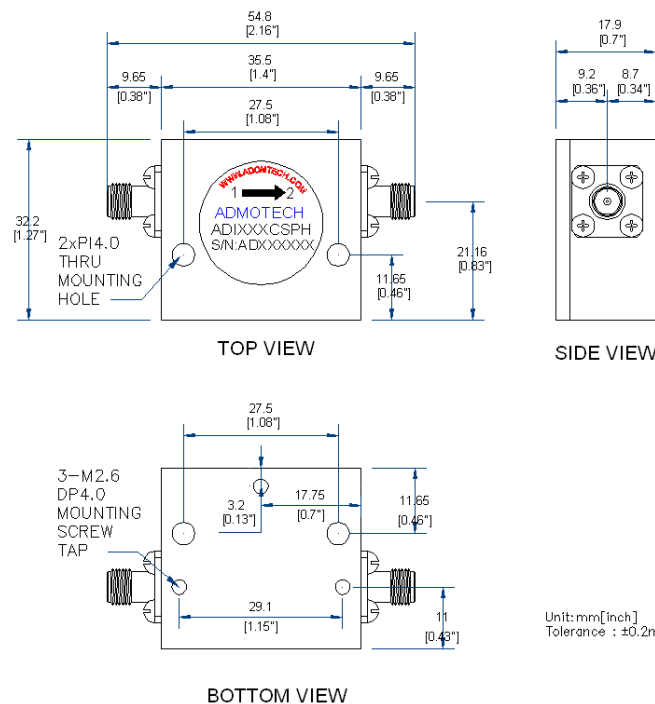 54.8
[2.16"]
35.5
[1.4"]
9.65
[0.38"]
9.65
[0.38"]
27.5
[1.08"]
32.2
[1.27"]
WWW.ADMOTECH.COM
1 2
ADMOTECH
ADIXXXCSPH
S/N:ADXXXXXX
2xPI4.0
THRU
MOUNTING
HOLE
11.65
[0.46"]
21.16
[0.83"]
TOP VIEW
17.9
[0.7"]
9.2
[0.36"]
8.7
[0.34"]
SIDE VIEW
27.5
[1.08"]
3-M2.6
DP4.0
MOUNTING
SCREW
TAP
3.2
[0.13"]
17.75
[0.7"]
11.65
[0.46"]
29.1
[1.15"]
11
[0.43"]
BOTTOM VIEW
Unit:mm[inch]
Tolerance : ±0.2m